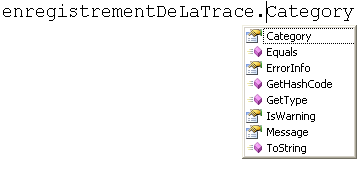 enregistrementDeLaTrace.Category
Category
Equals
ErrorInfo
GetHashCode
GetType
IsWarning
Message
ToString